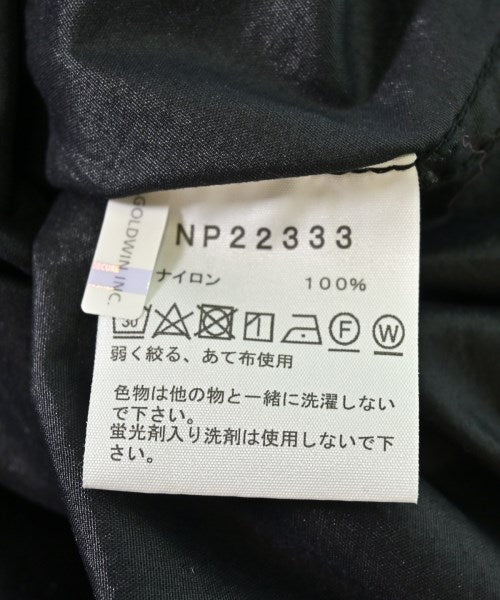 GOLDWIN INC.
SECURE
NP22333
ナイロン 100%
30 F W
弱く絞る、あて布使用
色物は他の物と一緒に洗濯しない
で下さい。
蛍光剤入り洗剤は使用しないで下
さい。